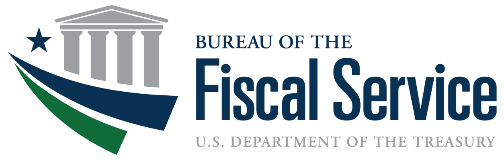 BUREAU OF THE
Fiscal Service
U.S. DEPARTMENT OF THE TREASURY